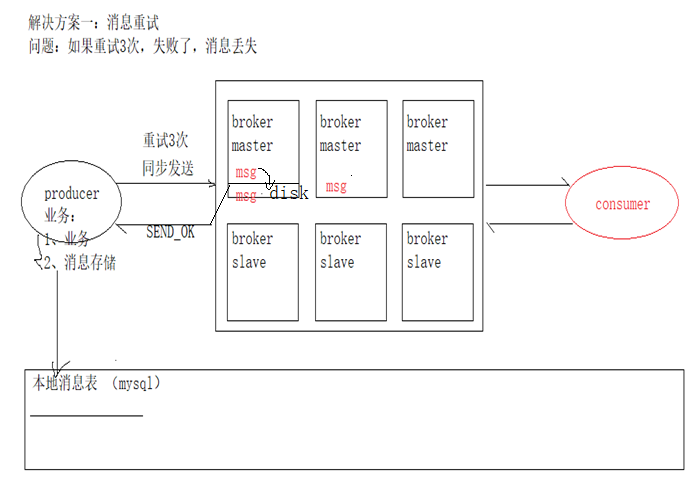 解决方案一：消息重试
问题：如果重试3次，失败了，消息丢失
重试3次
同步发送
SEND_OK
producer
业务：
1、业务
2、消息存储
broker
master
msg
msg
disk
broker
master
msg
broker
master
broker
slave
broker
slave
broker
slave
consumer
本地消息表 （mysql）